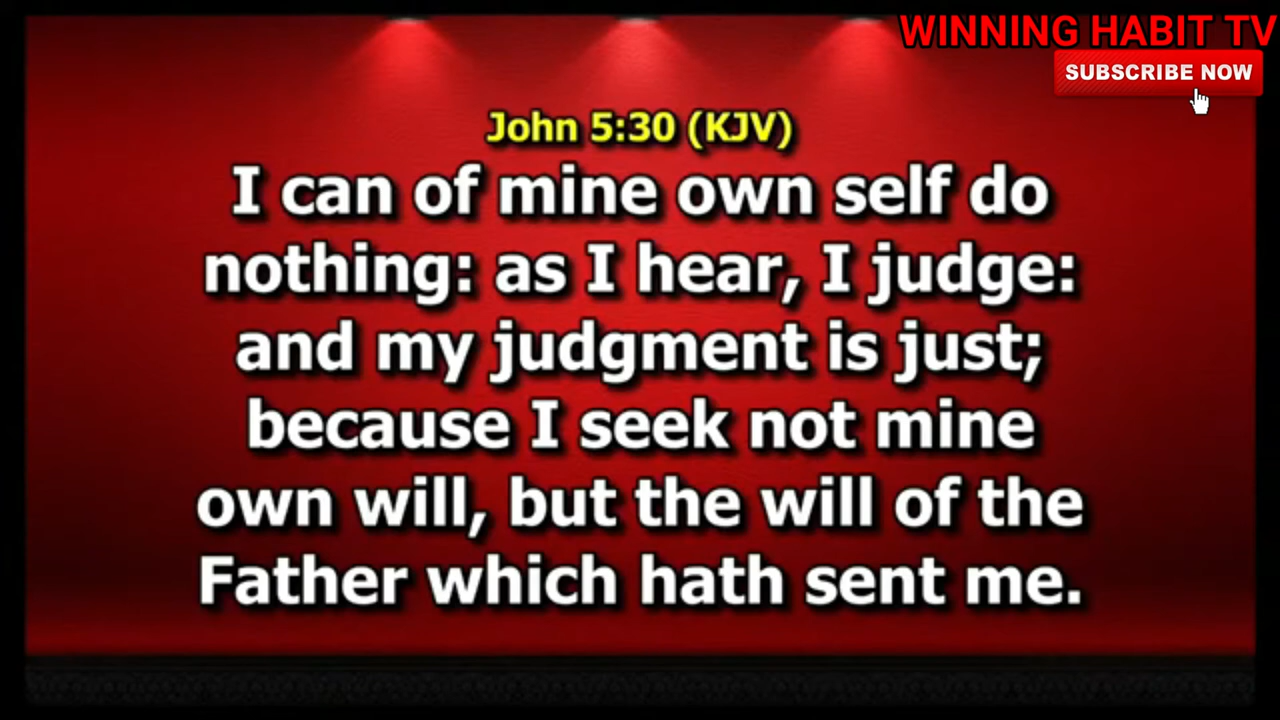 WINNING HABIT TV
SUBSCRIBE NOW
John 5:30 (KJV)
I can of mine own self do
nothing: as I hear, I judge:
and my judgment is just;
because I seek not mine
own will, but the will of the
Father which hath sent me.